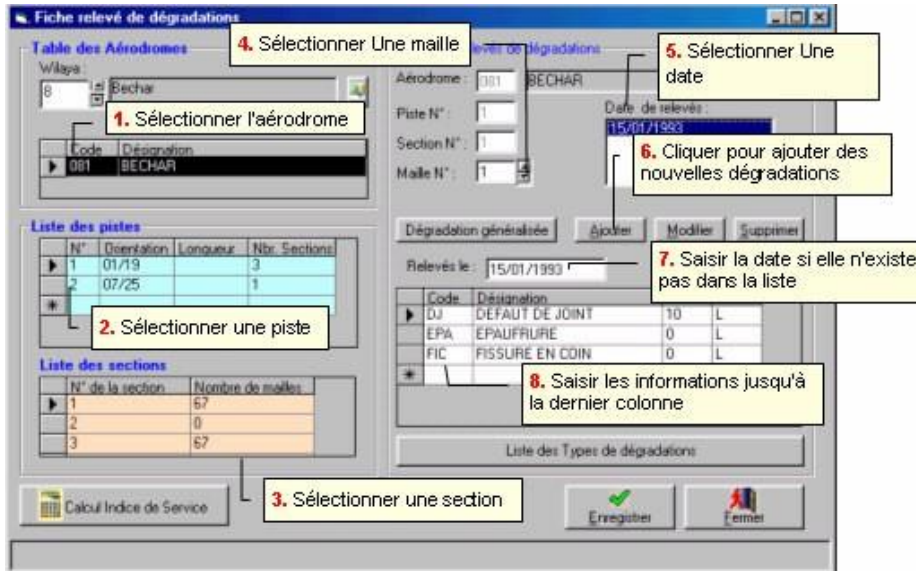 Fiche relevé de dégradations
Table des Aérodromes
4. Sélectionner Une maille
relevés de dégradations
5. Sélectionner Une
date
Wilaya :
8
Bechar
Aérodrome :
081
BECHAR
1. Sélectionner l'aérodrome
Piste N° :
1
Date de relevés :
15/01/1993
Code
Désignation
081
BECHAR
Section N° :
1
Maille N° :
1
6. Cliquer pour ajouter des
nouvelles dégradations
Liste des pistes
N°
Orientation
Longueur
Nbr. Sections
1
01/19
3
2
07/25
1
2. Sélectionner une piste
Dégradation généralisée
Ajouter
Modifier
Supprimer
Relevés le :
15/01/1993
7. Saisir la date si elle n'existe
pas dans la liste
Code
Désignation
DJ
DEFAUT DE JOINT
10
L
EPA
EPAUFRURE
0
L
FIC
FISSURE EN COIN
0
L
8. Saisir les informations jusqu'à
la dernier colonne
Liste des sections
N° de la section
Nombre de mailles
1
67
2
0
3
67
3. Sélectionner une section
Liste des Types de dégradations
Calcul Indice de Service
Enregistrer
Fermer